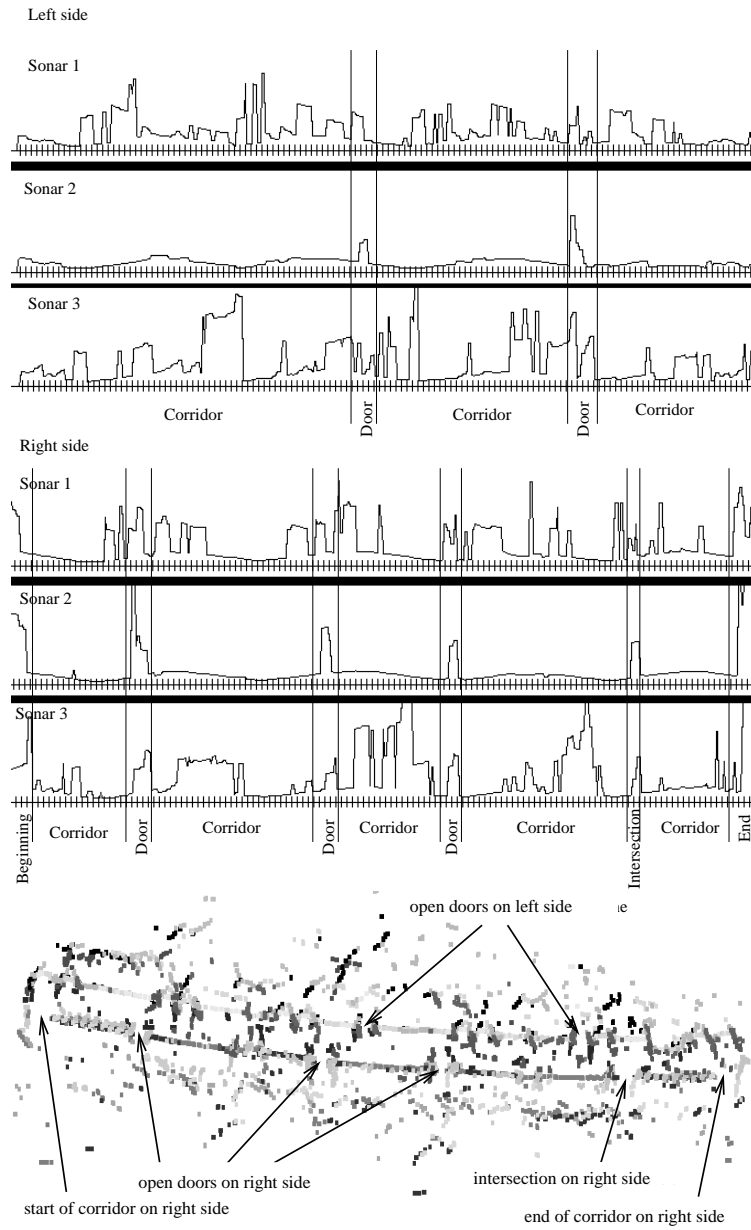 Left side
Sonar 1
Sonar 2
Sonar 3
Corridor
Door
Corridor
Door
Corridor
Right side
Sonar 1
Sonar 2
Sonar 3
Beginning
Corridor
Door
Corridor
Door
Corridor
Door
Corridor
Intersection
Corridor
End
open doors on left side
open doors on right side
intersection on right side
start of corridor on right side
end of corridor on right side